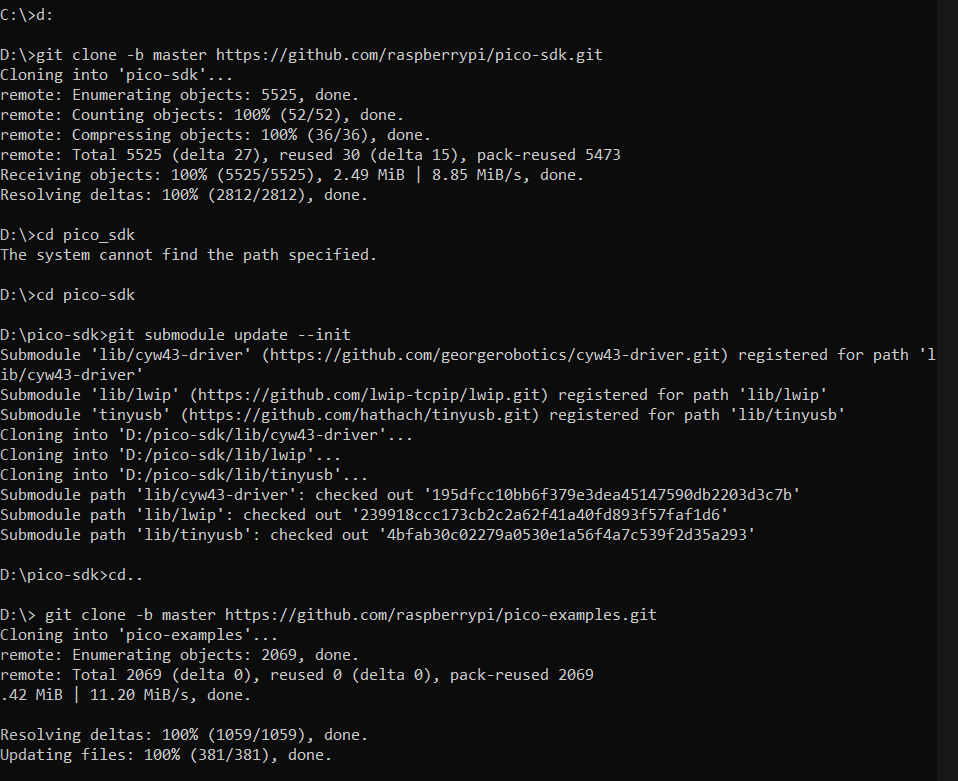 C:\>d:
D:\>git clone -b master https://github.com/raspberrypi/pico-sdk.git
Cloning into 'pico-sdk'...
remote: Enumerating objects: 5525, done.
remote: Counting objects: 100% (52/52), done.
remote: Compressing objects: 100% (36/36), done.
remote: Total 5525 (delta 27), reused 30 (delta 15), pack-reused 5473
Receiving objects: 100% (5525/5525), 2.49 MiB | 8.85 MiB/s, done.
Resolving deltas: 100% (2812/2812), done.
D:\>cd pico_sdk
The system cannot find the path specified.
D:\>cd pico-sdk
D:\pico-sdk>git submodule update --init
Submodule 'lib/cyw43-driver' (https://github.com/georgerobotics/cyw43-driver.git) registered for path 'l
ib/cyw43-driver'
Submodule 'lib/lwip' (https://github.com/lwip-tcpip/lwip.git) registered for path 'lib/lwip'
Submodule 'tinyusb' (https://github.com/hathach/tinyusb.git) registered for path 'lib/tinyusb'
Cloning into 'D:/pico-sdk/lib/cyw43-driver'...
Cloning into 'D:/pico-sdk/lib/lwip'...
Cloning into 'D:/pico-sdk/lib/tinyusb'...
Submodule path 'lib/cyw43-driver': checked out '195dfcc10bb6f379e3dea45147590db2203d3c7b'
Submodule path 'lib/lwip': checked out '239918ccc173cb2c2a62f41a40fd893f57faf1d6'
Submodule path 'lib/tinyusb': checked out '4bfab30c02279a0530e1a56f4a7c539f2d35a293'
D:\pico-sdk>cd..
D:\> git clone -b master https://github.com/raspberrypi/pico-examples.git
Cloning into 'pico-examples'...
remote: Enumerating objects: 2069, done.
remote: Total 2069 (delta 0), reused 0 (delta 0), pack-reused 2069
.42 MiB | 11.20 MiB/s, done.
Resolving deltas: 100% (1059/1059), done.
Updating files: 100% (381/381), done.